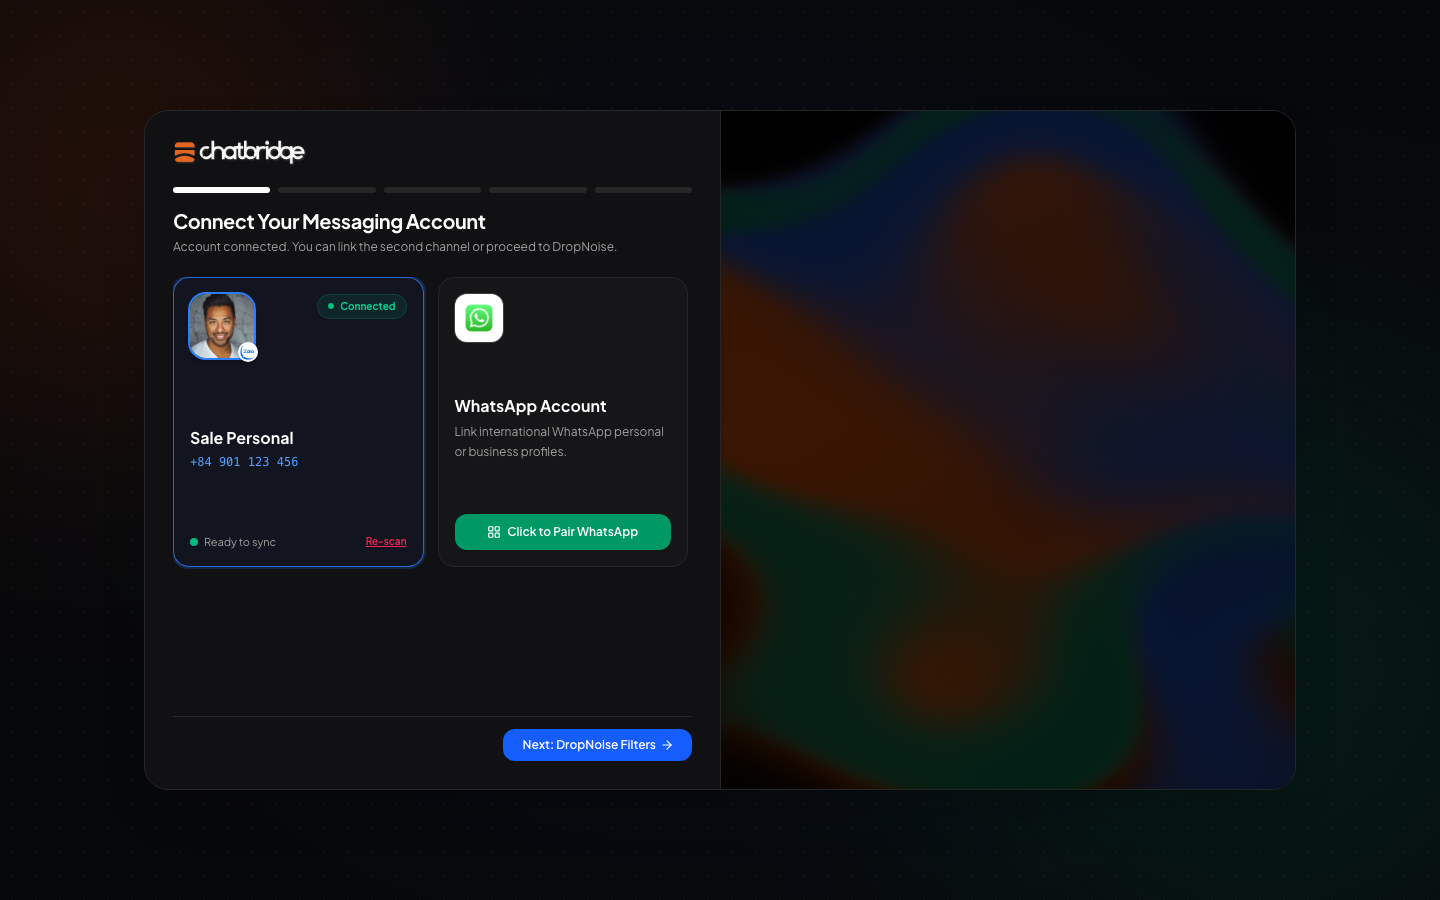 chatbridge
Connect Your Messaging Account
Account connected. You can link the second channel or proceed to DropNoise.
Connected
Zalo
Sale Personal
+84 901 123 456
Ready to sync
Re-scan
WhatsApp Account
Link international WhatsApp personal
or business profiles.
Click to Pair WhatsApp
Next: DropNoise Filters →